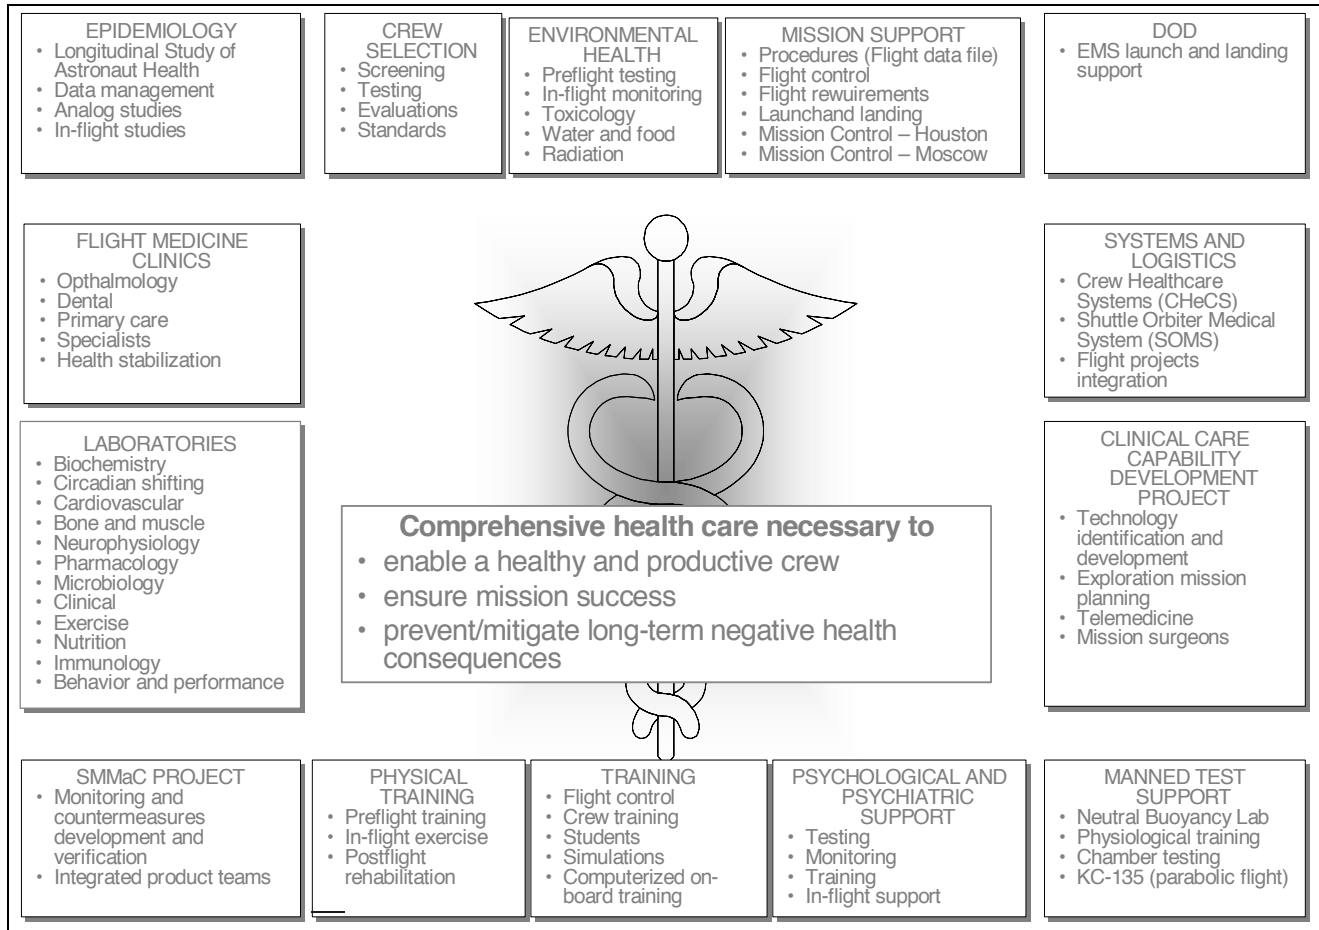 EPIDEMIOLOGY
• Longitudinal Study of
Astronaut Health
• Data management
• Analog studies
• In-flight studies
CREW
SELECTION
• Screening
• Testing
• Evaluations
• Standards
ENVIRONMENTAL
HEALTH
• Preflight testing
• In-flight monitoring
• Toxicology
• Water and food
• Radiation
MISSION SUPPORT
• Procedures (Flight data file)
• Flight control
• Flight rewuirements
• Launchand landing
• Mission Control – Houston
• Mission Control – Moscow
DOD
• EMS launch and landing
support
FLIGHT MEDICINE
CLINICS
• Opthalmology
• Dental
• Primary care
• Specialists
• Health stabilization
SYSTEMS AND
LOGISTICS
• Crew Healthcare
Systems (CHeCS)
• Shuttle Orbiter Medical
System (SOMS)
• Flight projects
integration
LABORATORIES
• Biochemistry
• Circadian shifting
• Cardiovascular
• Bone and muscle
• Neurophysiology
• Pharmacology
• Microbiology
• Clinical
• Exercise
• Nutrition
• Immunology
• Behavior and performance
Comprehensive health care necessary to
• enable a healthy and productive crew
• ensure mission success
• prevent/mitigate long-term negative health
consequences
CLINICAL CARE
CAPABILITY
DEVELOPMENT
PROJECT
• Technology
identification and
development
• Exploration mission
planning
• Telemedicine
• Mission surgeons
SMMaC PROJECT
• Monitoring and
countermeasures
development and
verification
• Integrated product teams
PHYSICAL
TRAINING
• Preflight training
• In-flight exercise
• Postflight
rehabilitation
TRAINING
• Flight control
• Crew training
• Students
• Simulations
• Computerized on-
board training
PSYCHOLOGICAL AND
PSYCHIATRIC
SUPPORT
• Testing
• Monitoring
• Training
• In-flight support
MANNED TEST
SUPPORT
• Neutral Buoyancy Lab
• Physiological training
• Chamber testing
• KC-135 (parabolic flight)